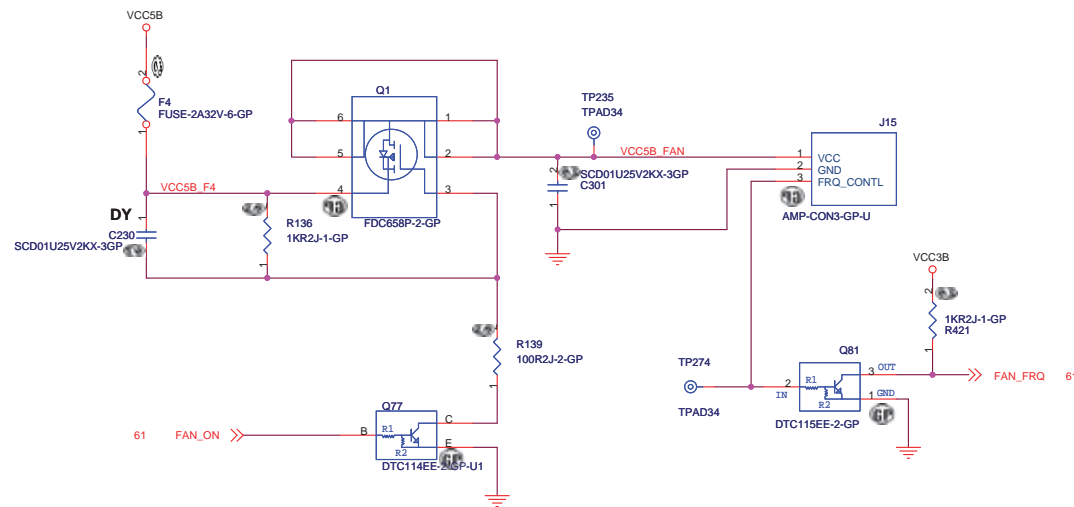 VCC5B
2
F4
FUSE-2A32V-6-GP
1
Q1
6
1
5
2
4
3
FDC658P-2-GP
VCC5B_F4
DY
1
C230
SCD01U25V2KX-3GP
2
R136
1KR2J-1-GP
1
TP235
TPAD34
VCC5B_FAN
2
SCD01U25V2KX-3GP
C301
1
J15
1
VCC
2
GND
3
FRQ_CONTL
AMP-CON3-GP-U
R139
100R2J-2-GP
1
Q77
B
R1
R2
C
E
DTC114EE-2-GP-U1
GP
61
FAN_ON
VCC3B
2
1KR2J-1-GP
R421
1
TP274
TPAD34
Q81
2
IN
R1
R2
3
OUT
1
GND
GP
DTC115EE-2-GP
FAN_FRQ